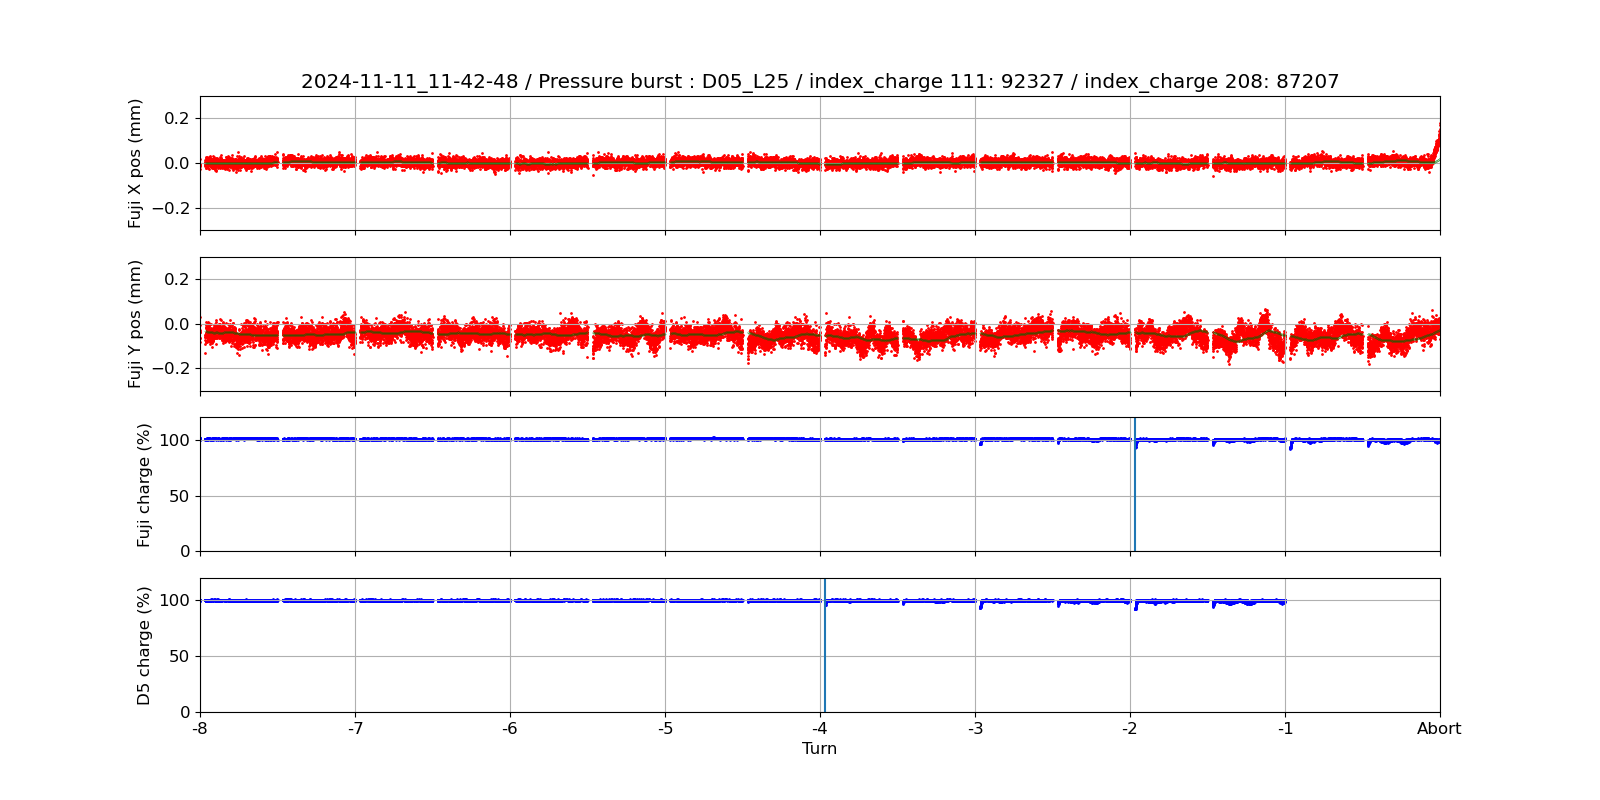 2024-11-11_11-42-48 / Pressure burst : D05_L25 / index_charge 111: 92327 / index_charge 208: 87207
Fuji X pos (mm)
0.2
0.0
−0.2
Fuji Y pos (mm)
0.2
0.0
−0.2
Fuji charge (%)
100
50
0
D5 charge (%)
100
50
0
-8 -7 -6 -5 -4 -3 -2 -1 Abort
Turn